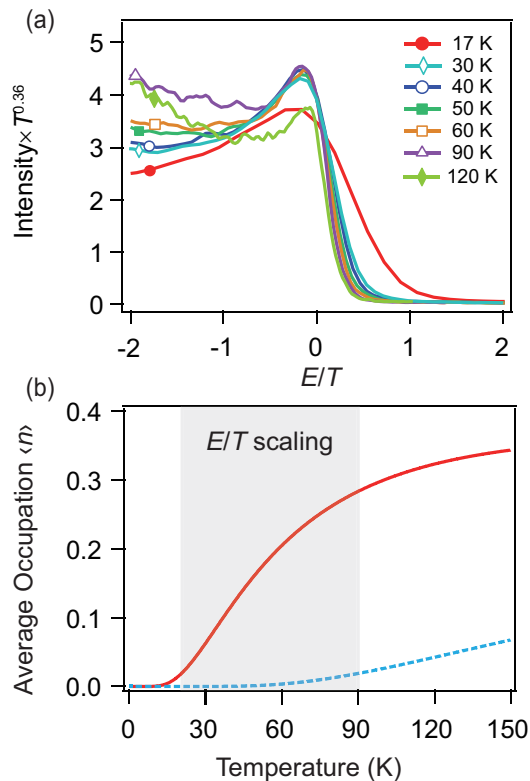 (a)
Intensity× T^0.36
5
4
3
2
1
0
17 K
30 K
40 K
50 K
60 K
90 K
120 K
-2
-1
0
1
2
E/T
(b)
Average Occupation ‹n›
0.4
0.3
0.2
0.1
0.0
E/T scaling
0
30
60
90
120
150
Temperature (K)